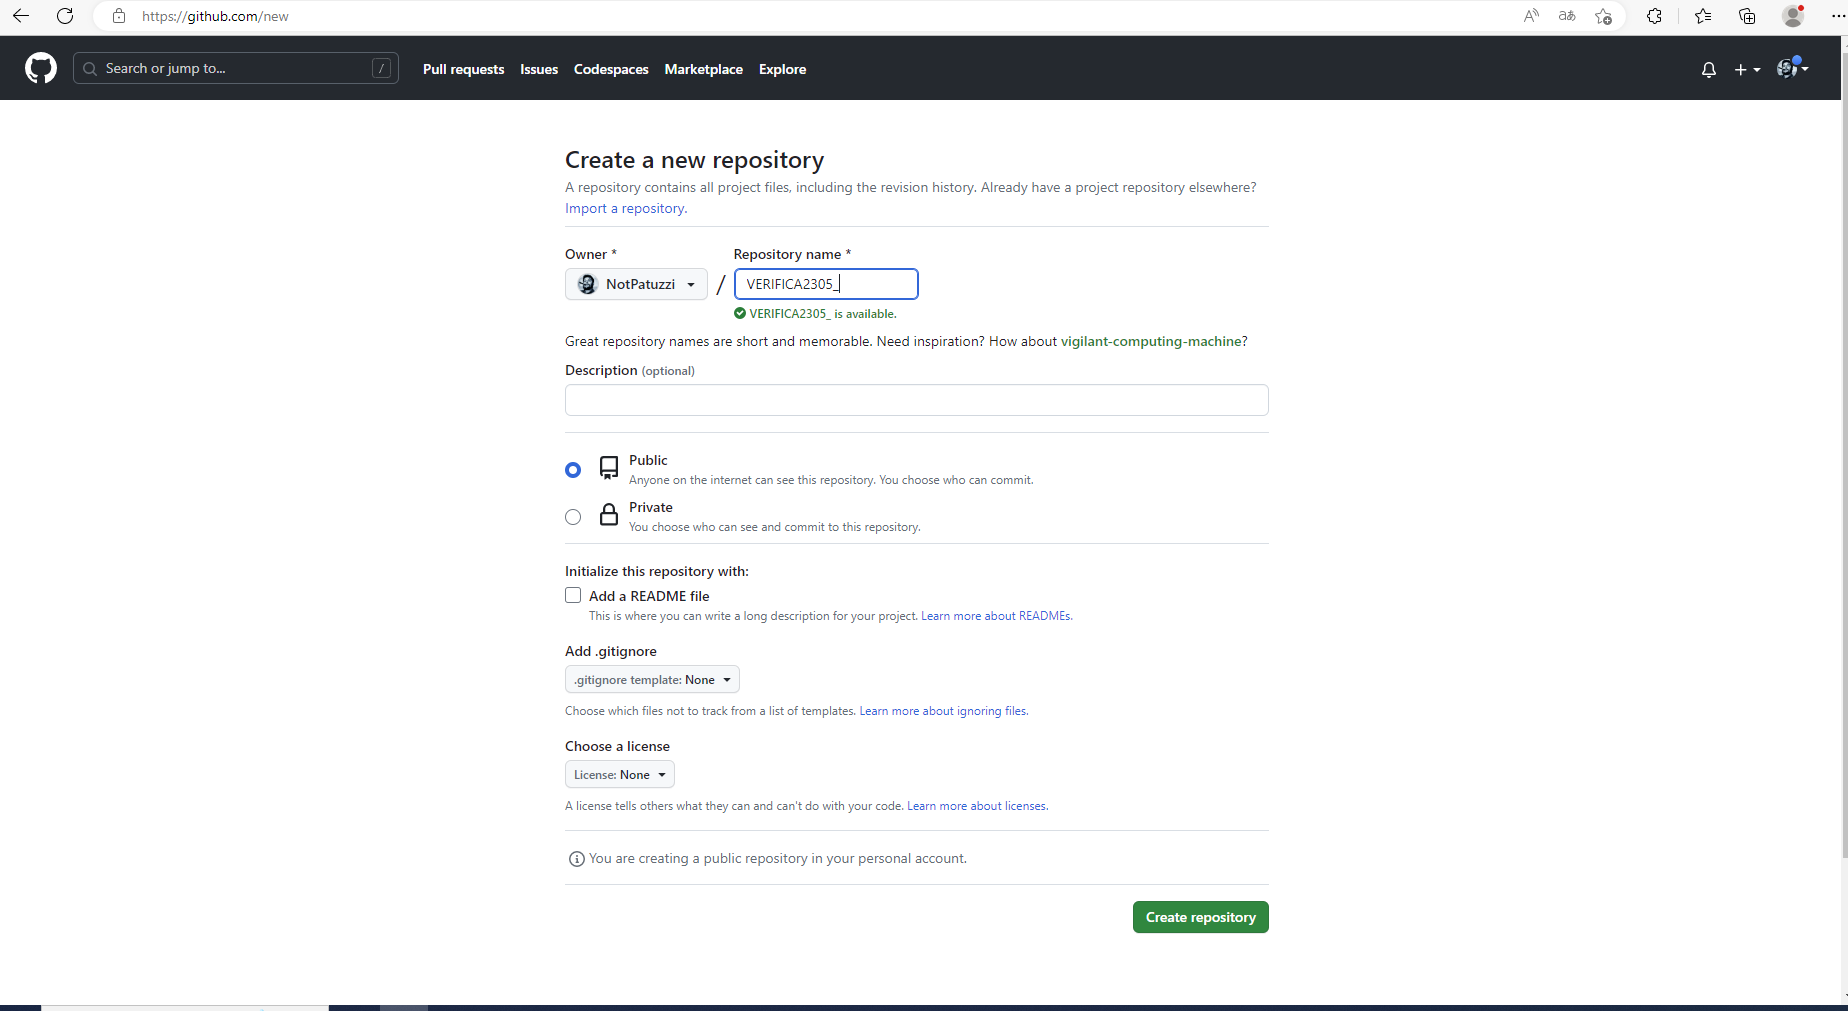 https://github.com/new
Search or jump to...
/
Pull requests
Issues
Codespaces
Marketplace
Explore
Create a new repository
A repository contains all project files, including the revision history. Already have a project repository elsewhere?
Import a repository.
Owner *
Repository name *
NotPatuzzi
/
VERIFICA2305_
VERIFICA2305_ is available.
Great repository names are short and memorable. Need inspiration? How about vigilant-computing-machine?
Description (optional)
Public
Anyone on the internet can see this repository. You choose who can commit.
Private
You choose who can see and commit to this repository.
Initialize this repository with:
Add a README file
This is where you can write a long description for your project. Learn more about READMEs.
Add .gitignore
.gitignore template: None
Choose which files not to track from a list of templates. Learn more about ignoring files.
Choose a license
License: None
A license tells others what they can and can't do with your code. Learn more about licenses.
You are creating a public repository in your personal account.
Create repository